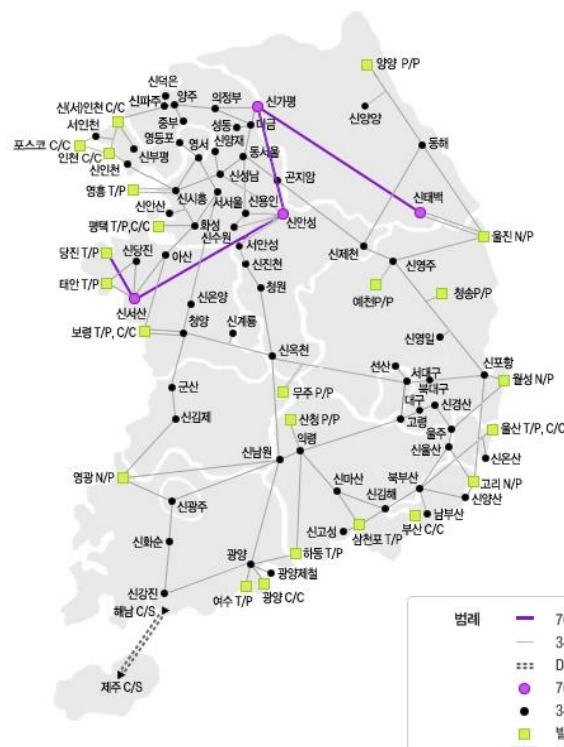 양양 P/P
신덕은
신파주
양주
의정부
신가평
신(서)인천 C/C
서인천
포스코 C/C
인천 C/C
중부
성동
미금
신양양
영등포
영서
신양재
동서울
동해
신부평
신인천
신성남
곤지암
영흥 T/P
신시흥
서서울
신용인
신안성
신태백
신안산
평택 T/P,C/C
화성
신수원
울진 N/P
당진 T/P
신당진
아산
서안성
신제천
신영주
태안 T/P
신진천
신서산
청원
예천P/P
청송P/P
신온양
보령 T/P, C/C
청양
신계룡
신영일
신옥천
선산
서대구
북대구
신포항
월성 N/P
군산
무주 P/P
대구
신경산
신김제
산청 P/P
고령
울주
울산 T/P, C/C
의령
신울산
신남원
신온산
영광 N/P
신마산
북부산
고리 N/P
신광주
신김해
신양산
신고성
삼천포 T/P
부산 C/C
남부산
신화순
광양
하동 T/P
광양제철
신강진
여수 T/P
광양 C/C
해남 C/S
제주 C/S
범례